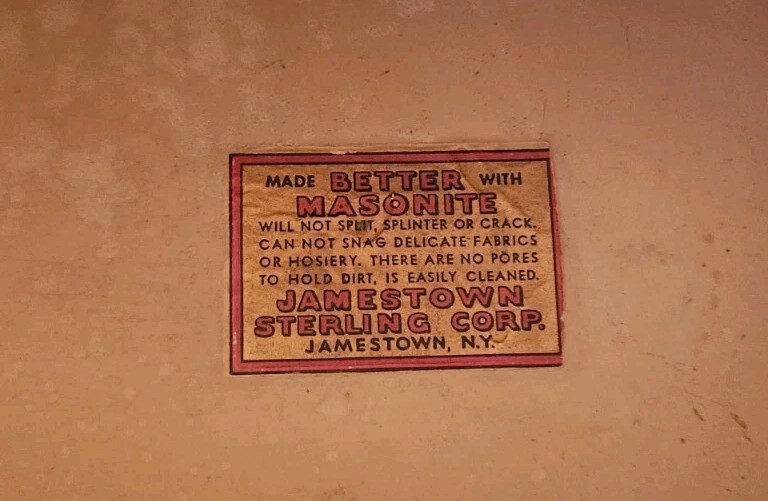 MADE BETTER WITH
MASONITE
WILL NOT SPLIT, SPLINTER OR CRACK.
CAN NOT SNAG DELICATE FABRICS
OR HOSIERY. THERE ARE NO PORES
TO HOLD DIRT, IS EASILY CLEANED.
JAMESTOWN
STERLING CORP.
JAMESTOWN, N.Y.